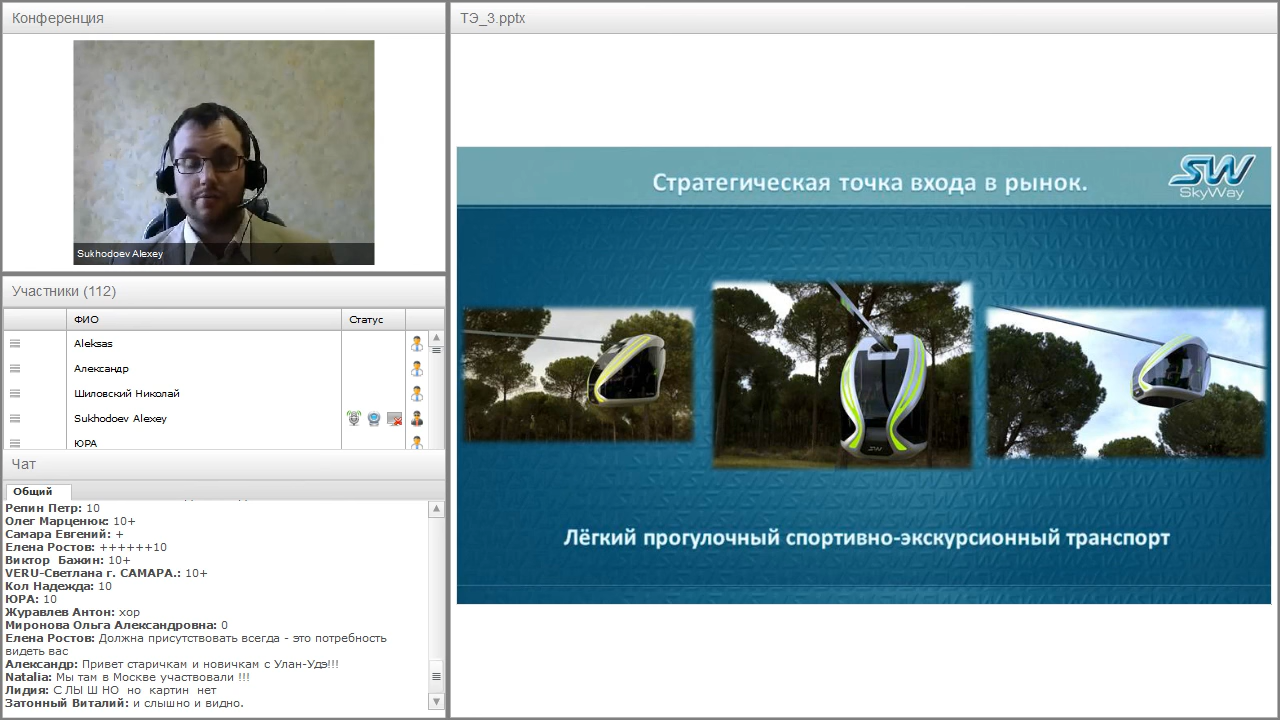 Конференция
Sukhodoev Alexey
Участники (112)
ФИО Статус
Aleksas
Александр
Шиловский Николай
Sukhodoev Alexey
ЮРА
Чат
Общий
Репин Петр: 10
Олег Марценюк: 10+
Самара Евгений: +
Елена Ростов: ++++++10
Виктор Бажин: 10+
VERU-Светлана г. САМАРА.: 10+
Кол Надежда: 10
ЮРА: 10
Журавлев Антон: хор
Миронова Ольга Александровна: 0
Елена Ростов: Должна присутствовать всегда - это потребность
видеть вас
Александр: Привет старичкам и новичкам с Улан-Удэ!!!
Natalia: Мы там в Москве участвовали !!!
Лидия: С ЛЫ Ш НО но картин нет
Затонный Виталий: и слышно и видно.
ТЭ_3.pptx
Стратегическая точка входа в рынок.
SW
SkyWay
SW
Лёгкий прогулочный спортивно-экскурсионный транспорт